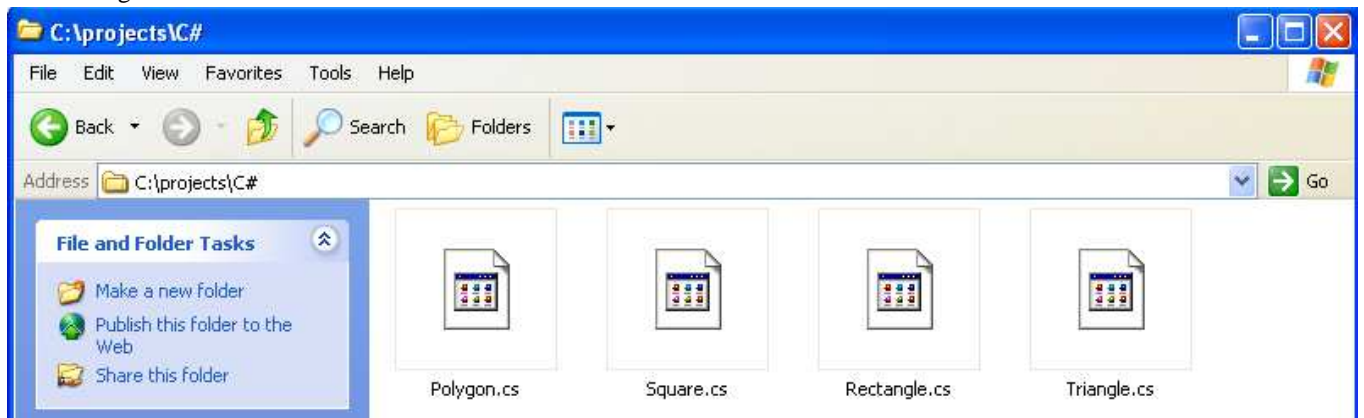 C:\projects\C#
File Edit View Favorites Tools Help
Back Search Folders
Address C:\projects\C# Go
File and Folder Tasks
Make a new folder
Publish this folder to the
Web
Share this folder
Polygon.cs Square.cs Rectangle.cs Triangle.cs